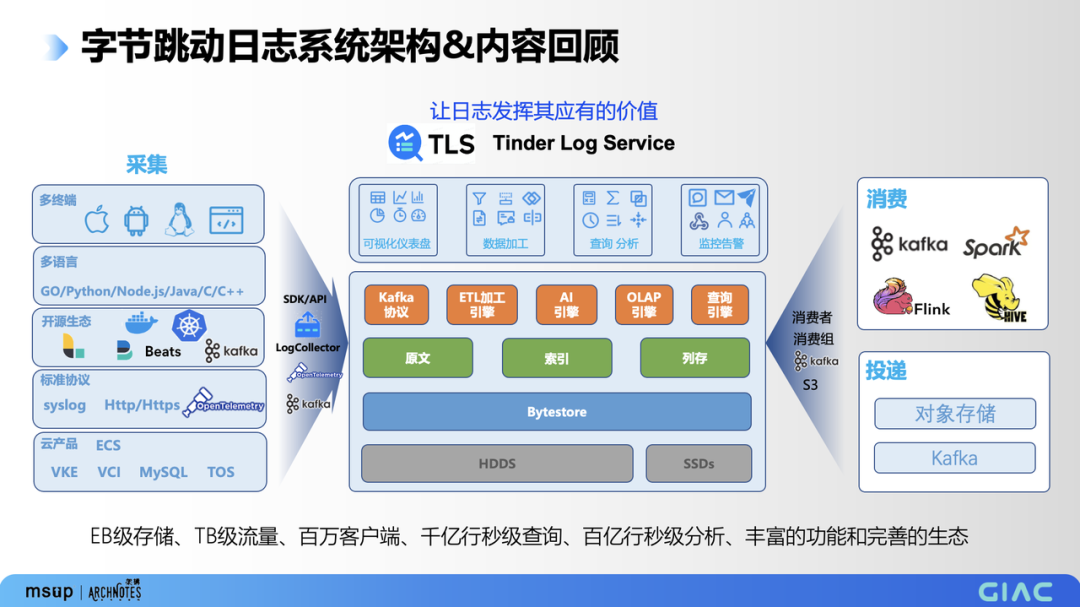 字节跳动日志系统架构&内容回顾
让日志发挥其应有的价值
TLS Tinder Log Service
采集
多终端
多语言
GO/Python/Node.js/Java/C/C++
开源生态
Beats
kafka
标准协议
syslog Http/Https OpenTelemetry
云产品 ECS
VKE VCI MySQL TOS
SDK/API
LogCollector
OpenTelemetry
kafka
可视化仪表盘
数据加工
查询 分析
监控告警
Kafka
协议
ETL加工
引擎
AI
引擎
OLAP
引擎
查询
引擎
原文
索引
列存
Bytestore
HDDS
SSDs
消费者
消费组
kafka
S3
消费
kafka
Spark
Flink
HIVE
投递
对象存储
Kafka
EB级存储、TB级流量、百万客户端、千亿行秒级查询、百亿行秒级分析、丰富的功能和完善的生态
msup
ARCHNOTES
GIAC